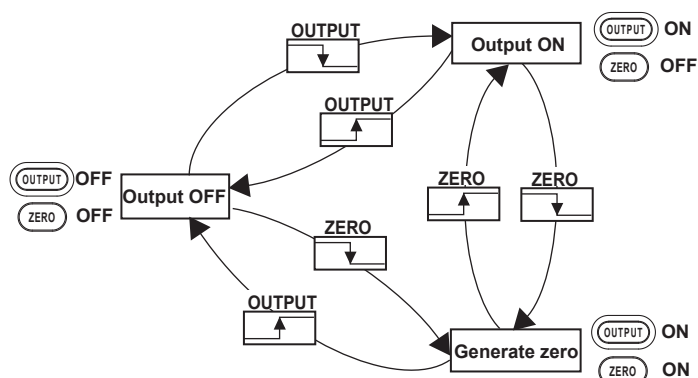 OUTPUT
Output ON
OUTPUT ON
ZERO OFF
OUTPUT
OUTPUT OFF
ZERO OFF
Output OFF
ZERO
ZERO
ZERO
OUTPUT
Generate zero
OUTPUT ON
ZERO ON